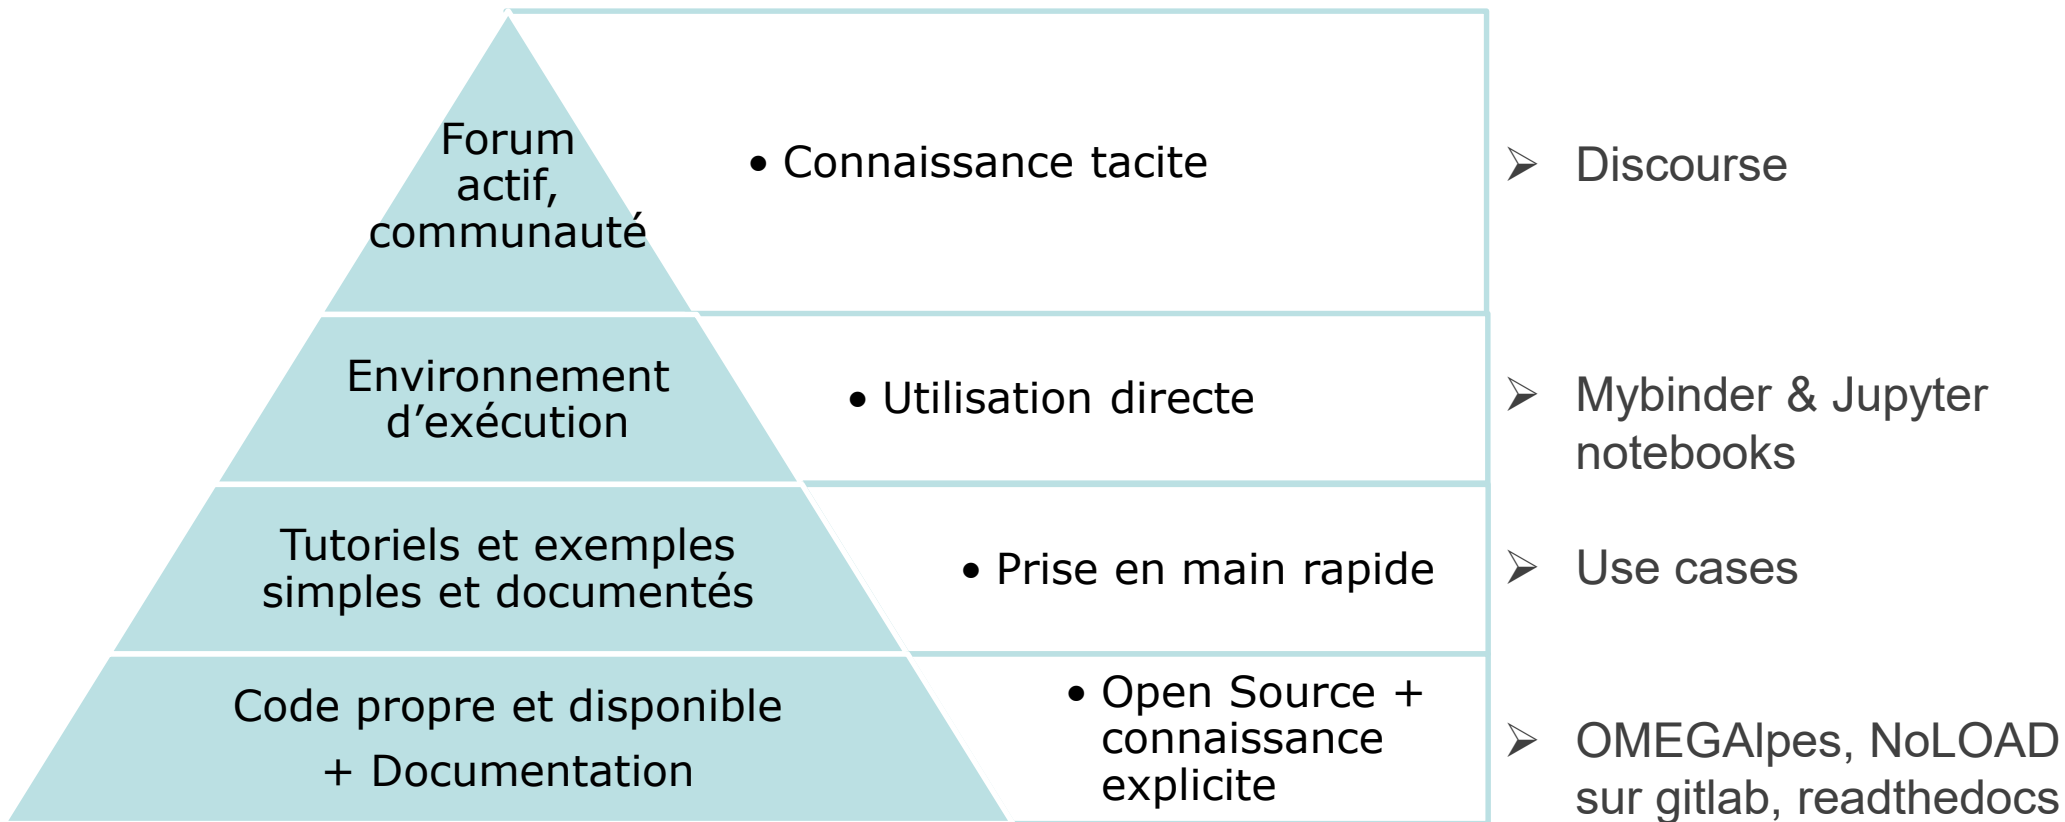 Forum
actif,
communauté
• Connaissance tacite
➢ Discourse
Environnement
d’exécution
• Utilisation directe
➢ Mybinder & Jupyter
notebooks
Tutoriels et exemples
simples et documentés
• Prise en main rapide
➢ Use cases
Code propre et disponible
+ Documentation
• Open Source +
connaissance
explicite
➢ OMEGAlpes, NoLOAD
sur gitlab, readthedocs